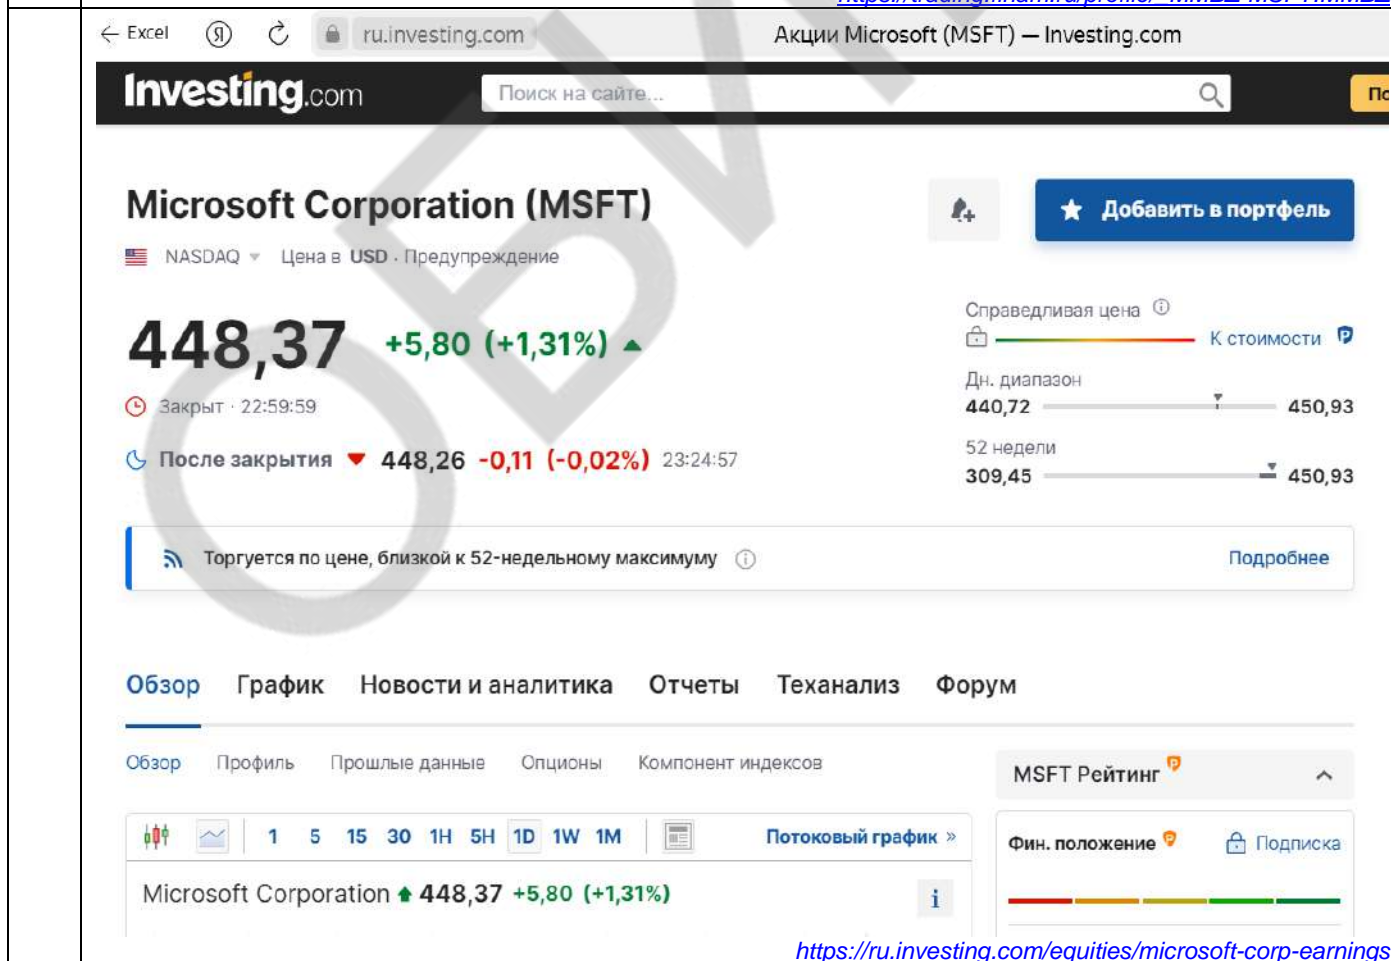 ← Excel ru.investing.com Акции Microsoft (MSFT) — Investing.com
Investing.com Поиск на сайте...
Microsoft Corporation (MSFT) Добавить в портфель
NASDAQ Цена в USD · Предупреждение
448,37 +5,80 (+1,31%)
Справедливая цена
К стоимости
Закрыт · 22:59:59
Дн. диапазон
440,72 450,93
После закрытия 448,26 -0,11 (-0,02%) 23:24:57
52 недели
309,45 450,93
Торгуется по цене, близкой к 52-недельному максимуму Подробнее
Обзор График Новости и аналитика Отчеты Теханализ Форум
Обзор Профиль Прошлые данные Опционы Компонент индексов
MSFT Рейтинг
1 5 15 30 1H 5H 1D 1W 1M Потоковый график »
Фин. положение Подписка
Microsoft Corporation 448,37 +5,80 (+1,31%) i
https://ru.investing.com/equities/microsoft-corp-earnings